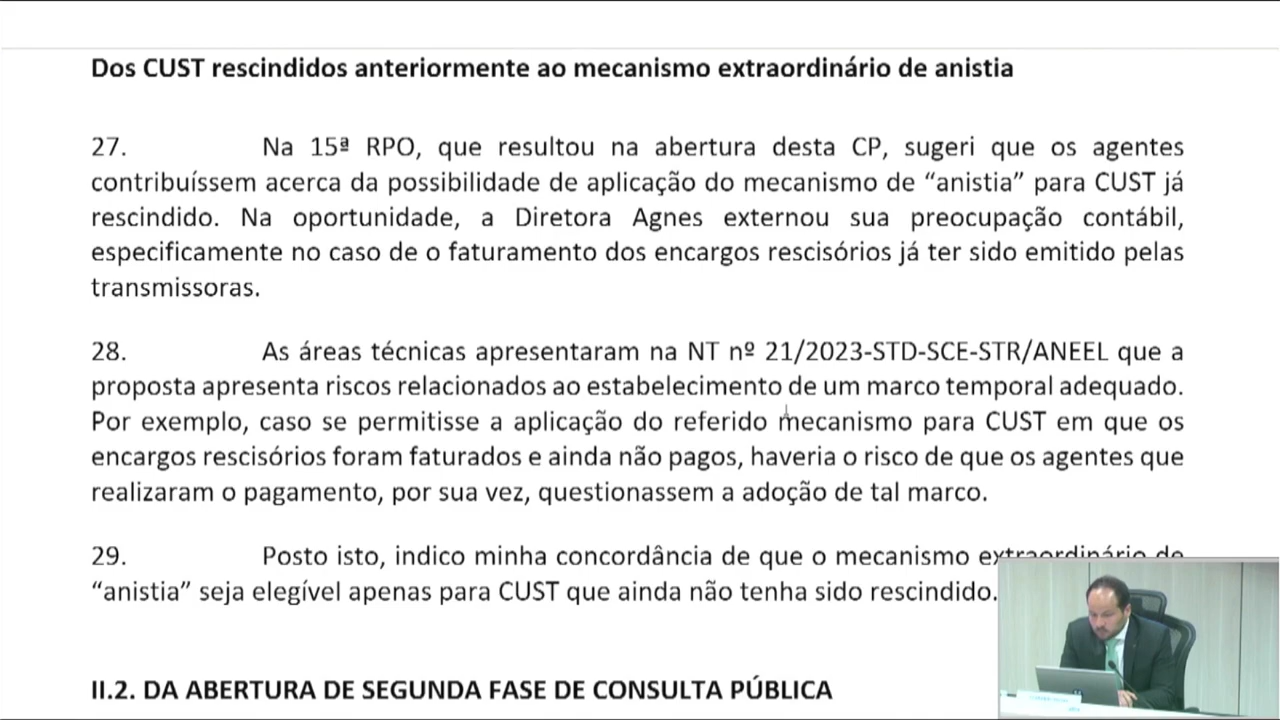 Dos CUST rescindidos anteriormente ao mecanismo extraordinário de anistia
27. Na 15ª RPO, que resultou na abertura desta CP, sugeri que os agentes
contribuíssem acerca da possibilidade de aplicação do mecanismo de “anistia” para CUST já
rescindido. Na oportunidade, a Diretora Agnes externou sua preocupação contábil,
especificamente no caso de o faturamento dos encargos rescisórios já ter sido emitido pelas
transmissoras.
28. As áreas técnicas apresentaram na NT nº 21/2023-STD-SCE-STR/ANEEL que a
proposta apresenta riscos relacionados ao estabelecimento de um marco temporal adequado.
Por exemplo, caso se permitisse a aplicação do referido mecanismo para CUST em que os
encargos rescisórios foram faturados e ainda não pagos, haveria o risco de que os agentes que
realizaram o pagamento, por sua vez, questionassem a adoção de tal marco.
29. Posto isto, indico minha concordância de que o mecanismo extraordinário de
“anistia” seja elegível apenas para CUST que ainda não tenha sido rescindido.
II.2. DA ABERTURA DE SEGUNDA FASE DE CONSULTA PÚBLICA